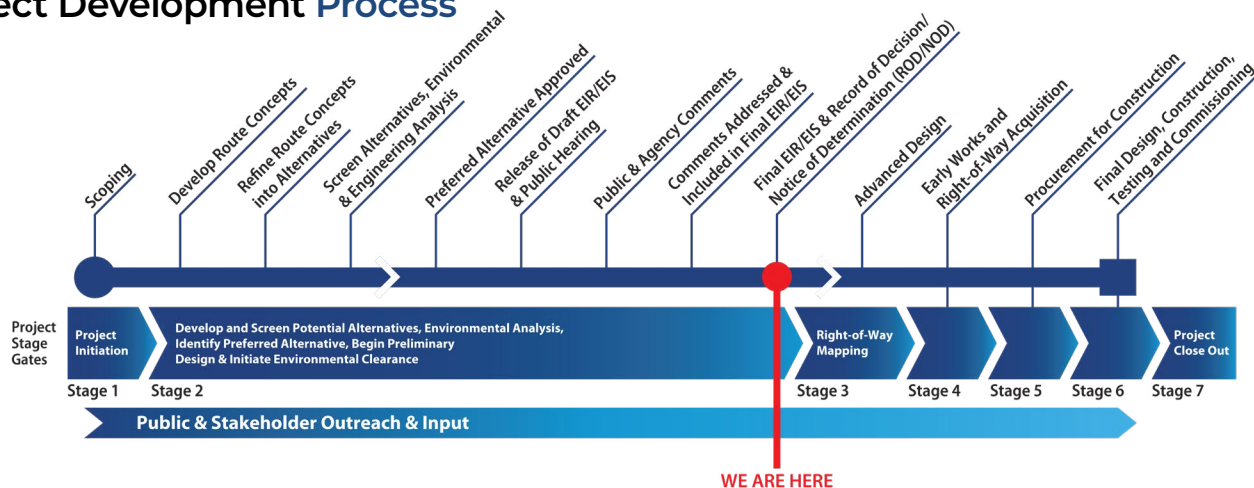 ect Development Process
Scoping
Develop Route Concepts
Refine Route Concepts
into Alternatives
Screen Alternatives, Environmental
& Engineering Analysis
Preferred Alternative Approved
Release of Draft EIR/EIS
& Public Hearing
Public & Agency Comments
Comments Addressed &
Included in Final EIR/EIS
Final EIR/EIS & Record of Decision/
Notice of Determination (ROD/NOD)
Advanced Design
Early Works and
Right-of-Way Acquisition
Procurement for Construction
Final Design, Construction,
Testing and Commissioning
Project
Stage
Gates
Project
Initiation
Develop and Screen Potential Alternatives, Environmental Analysis,
Identify Preferred Alternative, Begin Preliminary
Design & Initiate Environmental Clearance
Right-of-Way
Mapping
Project
Close Out
Stage 1
Stage 2
Stage 3
Stage 4
Stage 5
Stage 6
Stage 7
Public & Stakeholder Outreach & Input
WE ARE HERE